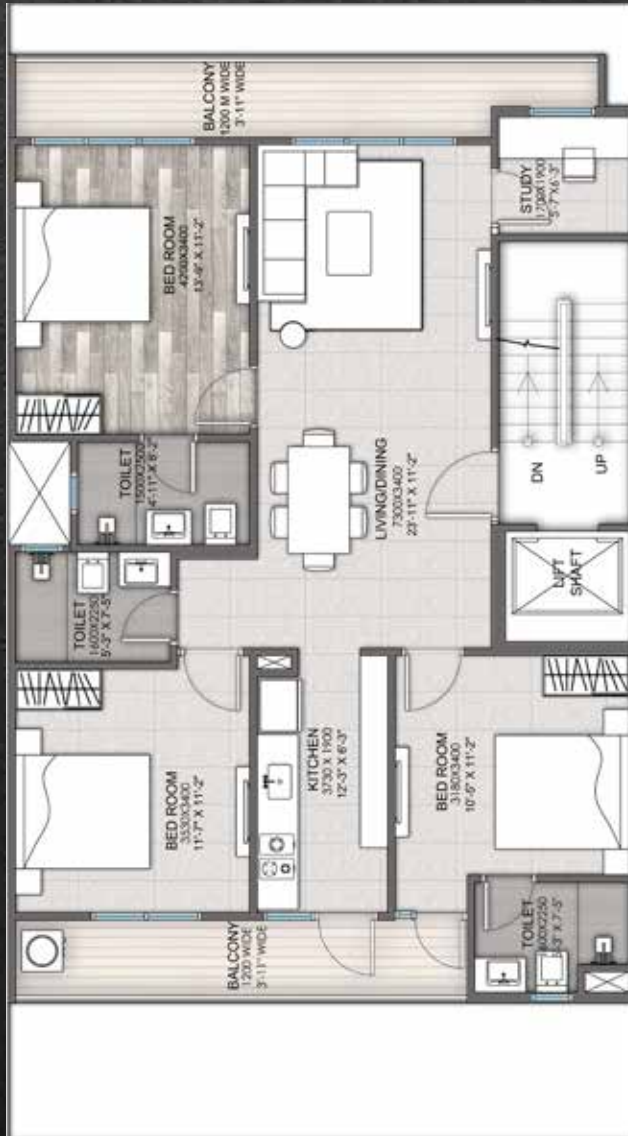 BALCONY
1200 M WIDE
3'-11" WIDE
BED ROOM
4200X3400
13'-9" X 11'-2"
STUDY
1700X1900
5'-7"X6'-3"
TOILET
1500X2500
4'-11" X 8'-2"
LIVING/DINING
7300X3400
23'-11" X 11'-2"
DN
UP
LIFT
SHAFT
TOILET
1600X2250
5'-3" X 7'-5"
BED ROOM
3530X3400
11'-7" X 11'-2"
KITCHEN
3730 X 1900
12'-3" X 6'-3"
BED ROOM
3180X3400
10'-5" X 11'-2"
BALCONY
1200 WIDE
3'-11" WIDE
TOILET
600X2250
-3" X 7'-5"